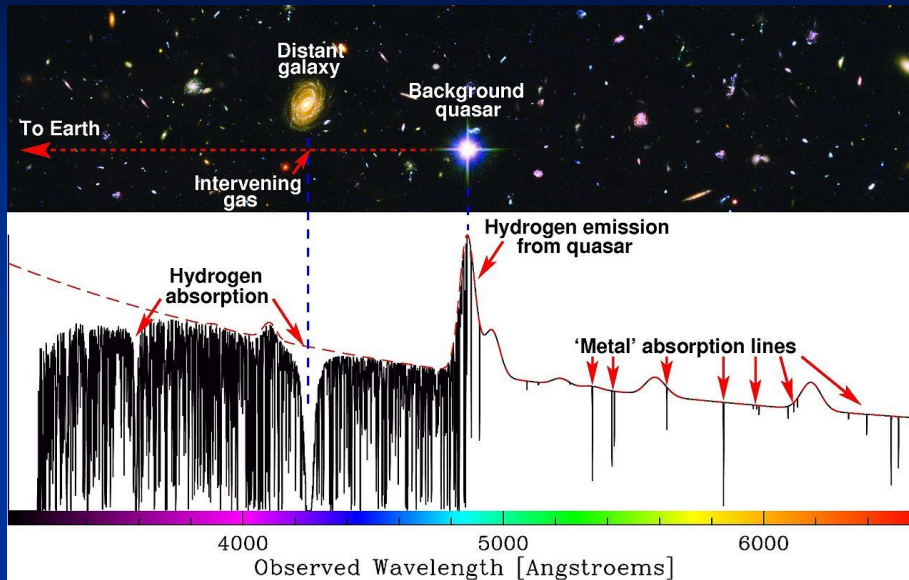 Distant
galaxy
Background
quasar
To Earth
Intervening
gas
Hydrogen emission
from quasar
Hydrogen
absorption
‘Metal’ absorption lines
4000
5000
6000
Observed Wavelength [Angstroems]